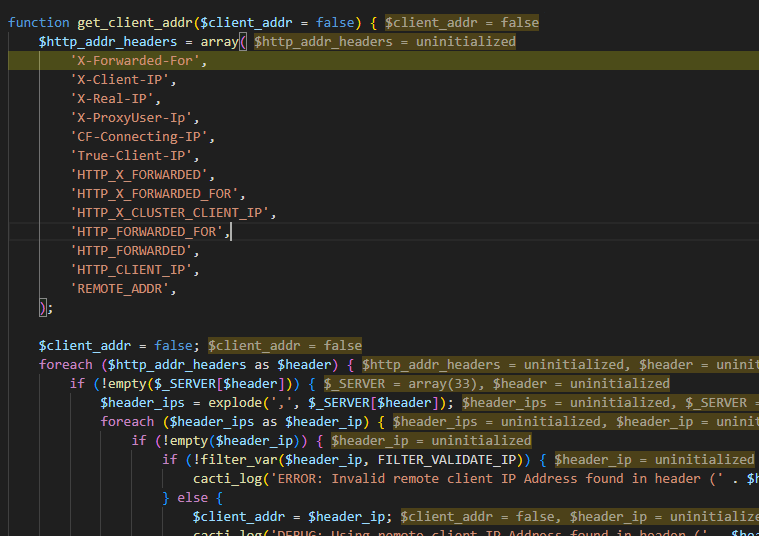 function get_client_addr($client_addr = false) { $client_addr = false
$http_addr_headers = array( $http_addr_headers = uninitialized
'X-Forwarded-For',
'X-Client-IP',
'X-Real-IP',
'X-ProxyUser-Ip',
'CF-Connecting-IP',
'True-Client-IP',
'HTTP_X_FORWARDED',
'HTTP_X_FORWARDED_FOR',
'HTTP_X_CLUSTER_CLIENT_IP',
'HTTP_FORWARDED_FOR',
'HTTP_FORWARDED',
'HTTP_CLIENT_IP',
'REMOTE_ADDR',
);
$client_addr = false; $client_addr = false
foreach ($http_addr_headers as $header) { $http_addr_headers = uninitialized, $header = uninit
if (!empty($_SERVER[$header])) { $_SERVER = array(33), $header = uninitialized
$header_ips = explode(',', $_SERVER[$header]); $header_ips = uninitialized, $_SERVER =
foreach ($header_ips as $header_ip) { $header_ips = uninitialized, $header_ip = uninit
if (!empty($header_ip)) { $header_ip = uninitialized
if (!filter_var($header_ip, FILTER_VALIDATE_IP)) { $header_ip = uninitialized
cacti_log('ERROR: Invalid remote client IP Address found in header (' . $h
} else {
$client_addr = $header_ip; $client_addr = false, $header_ip = uninitialize
cacti_log('DEBUG: Using remote client IP Address found in header (' . $hea